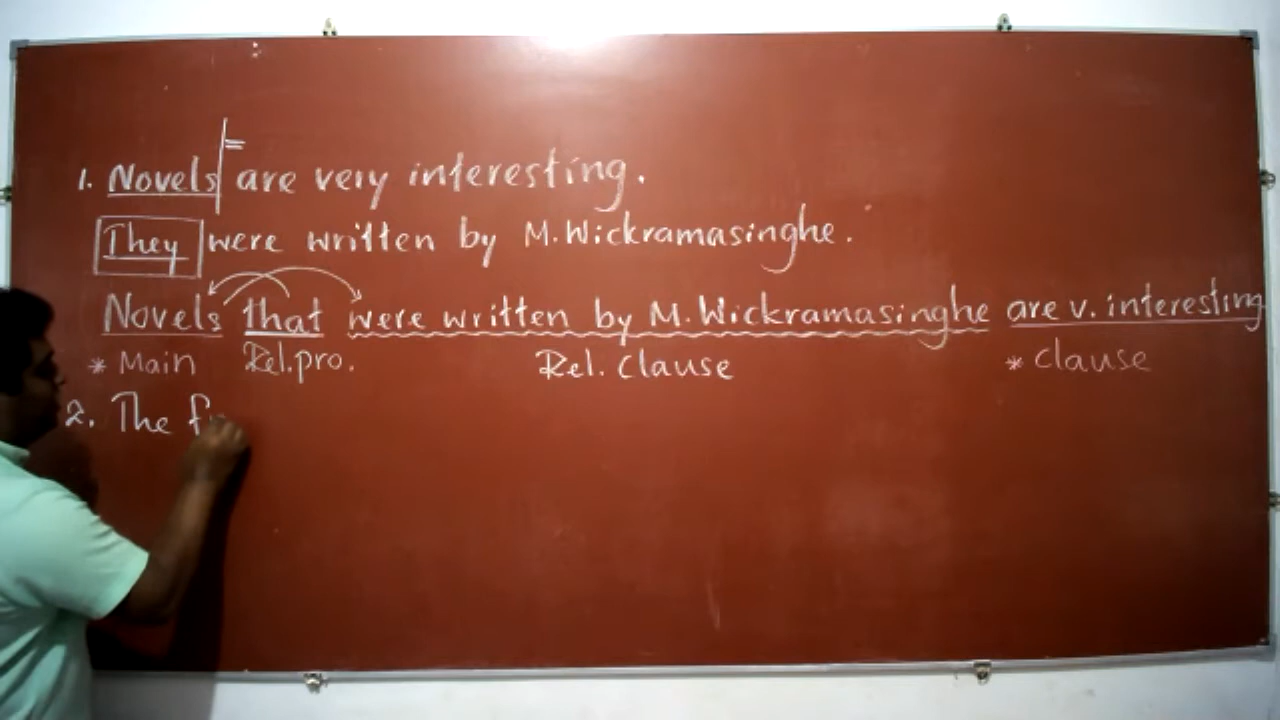 1. Novels are very interesting.
They were written by M.Wickramasinghe.
Novels that were written by M.Wickramasinghe are v. interesting
* Main Rel.pro. Rel. Clause * clause
2. The